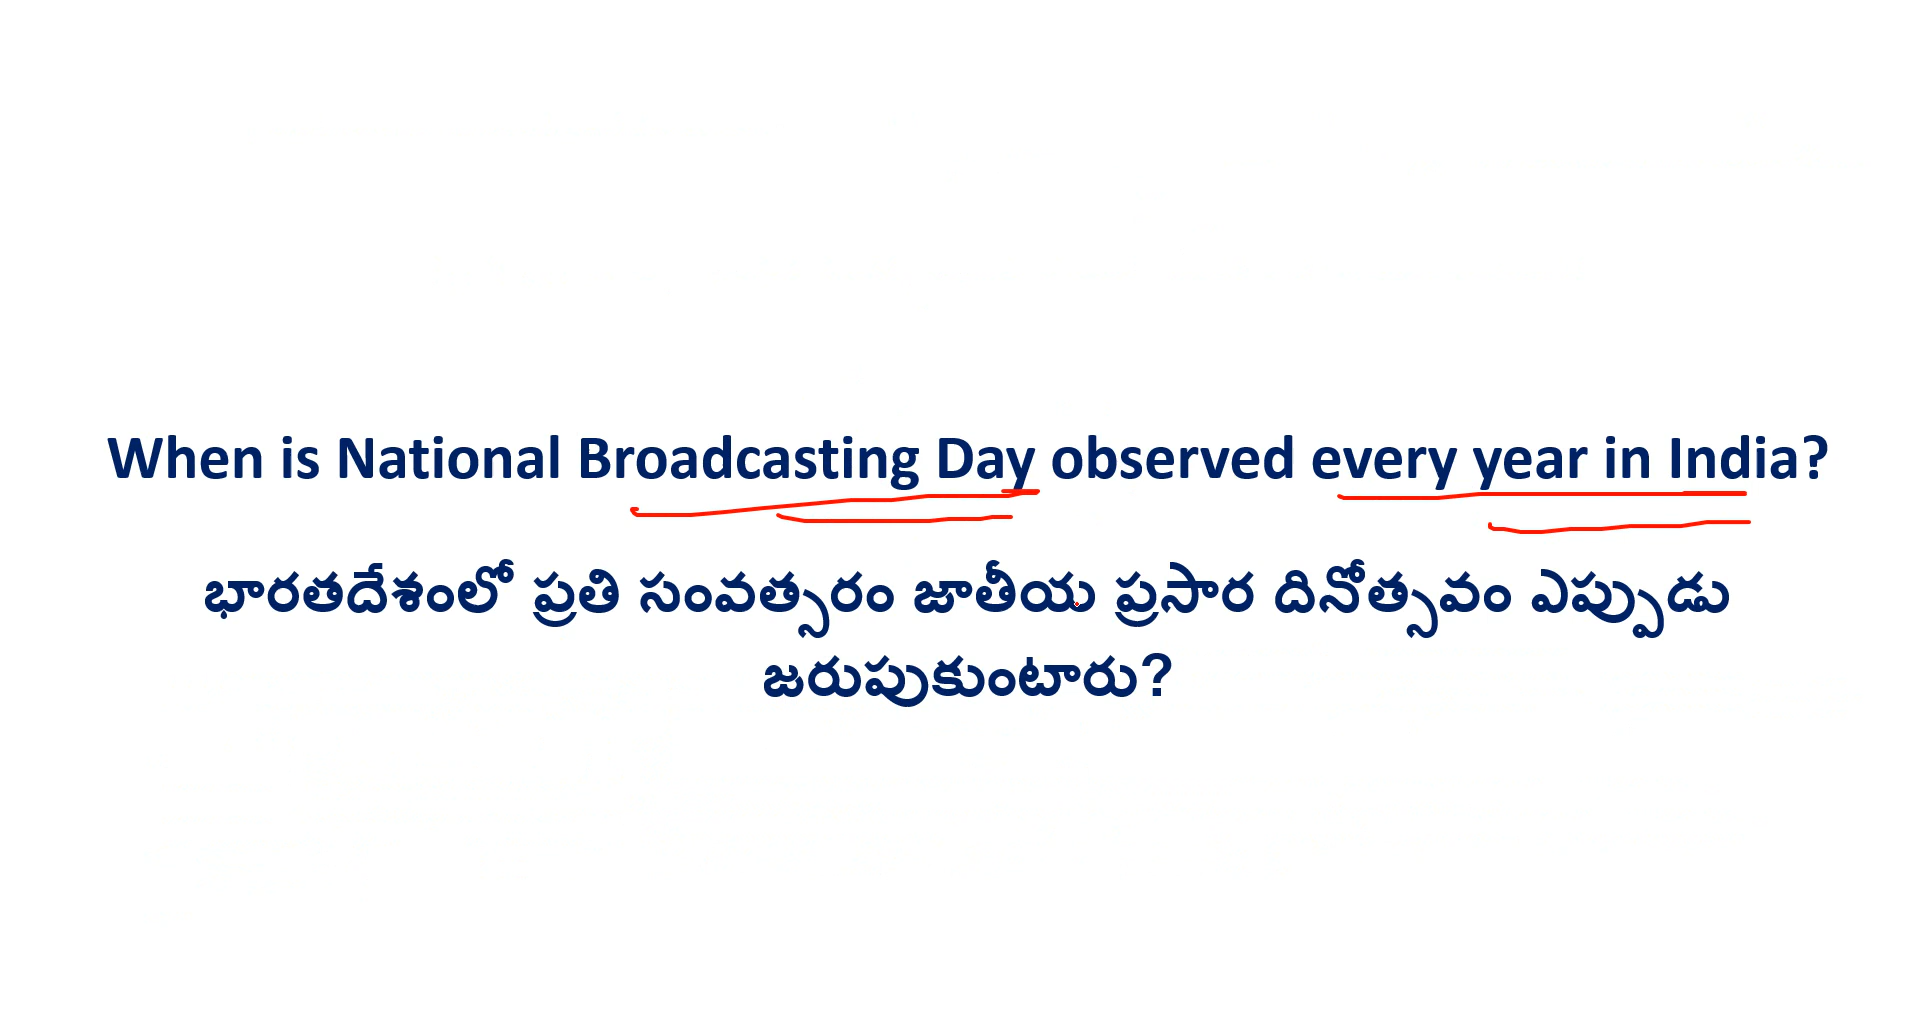 When is National Broadcasting Day observed every year in India?
భారతదేశంలో ప్రతి సంవత్సరం జాతీయ ప్రసార దినోత్సవం ఎప్పుడు
జరుపుకుంటారు?